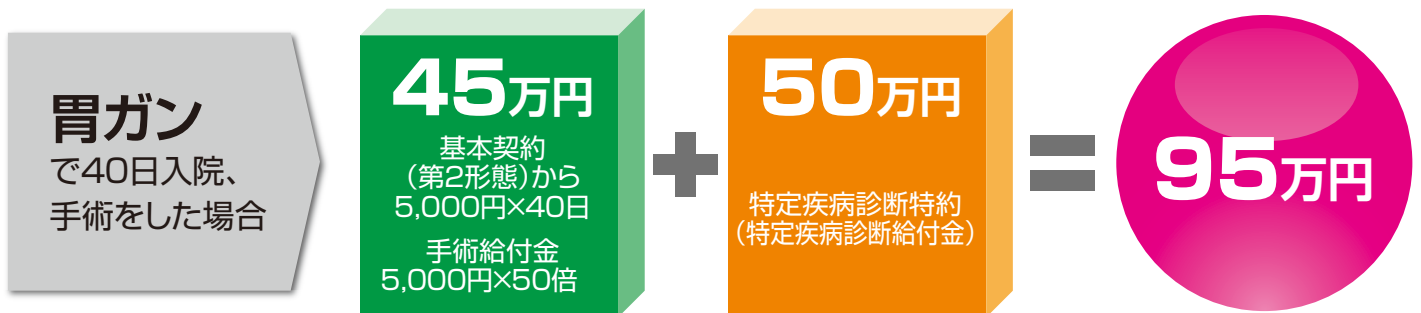 胃ガン
で40日入院、
手術をした場合
45万円
基本契約
(第2形態)から
5,000円×40日
手術給付金
5,000円×50倍
+
50万円
特定疾病診断特約
(特定疾病診断給付金)
=
95万円